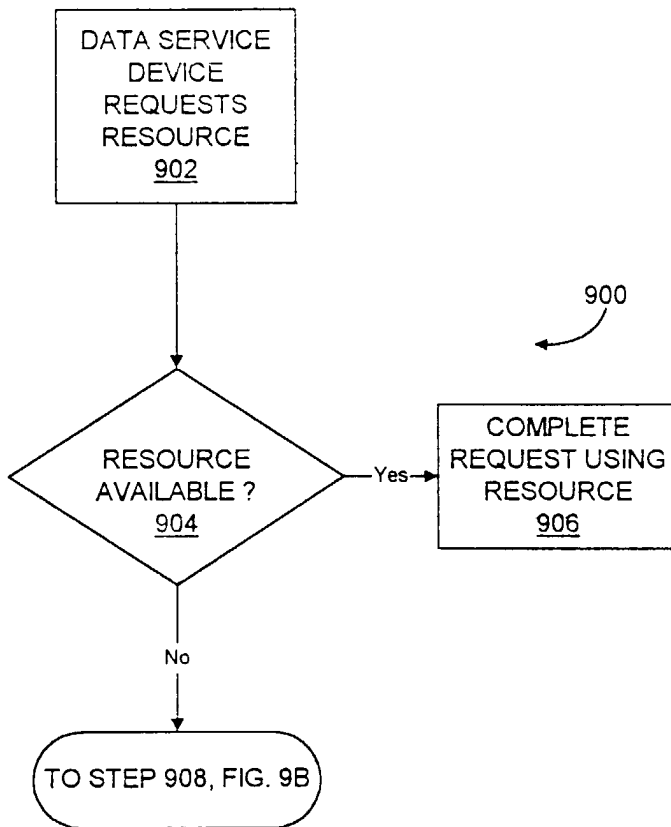 DATA SERVICE
DEVICE
REQUESTS
RESOURCE
902
900
RESOURCE
AVAILABLE ?
904
Yes
COMPLETE
REQUEST USING
RESOURCE
906
No
TO STEP 908, FIG. 9B